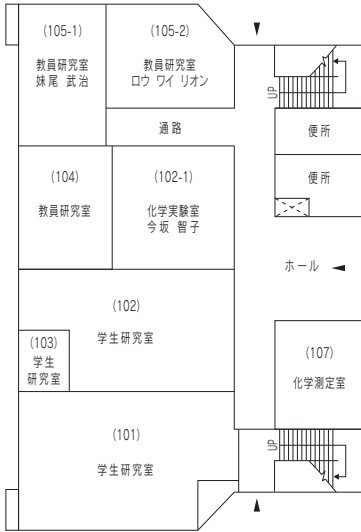 (105-1)
教員研究室
妹尾 武治
(105-2)
教員研究室
ロウ ワイ リオン
UP
通路
便所
便所
(104)
教員研究室
(102-1)
化学実験室
今坂 智子
ホール
(102)
学生研究室
(103)
学生
研究室
(107)
化学測定室
(101)
学生研究室
UP